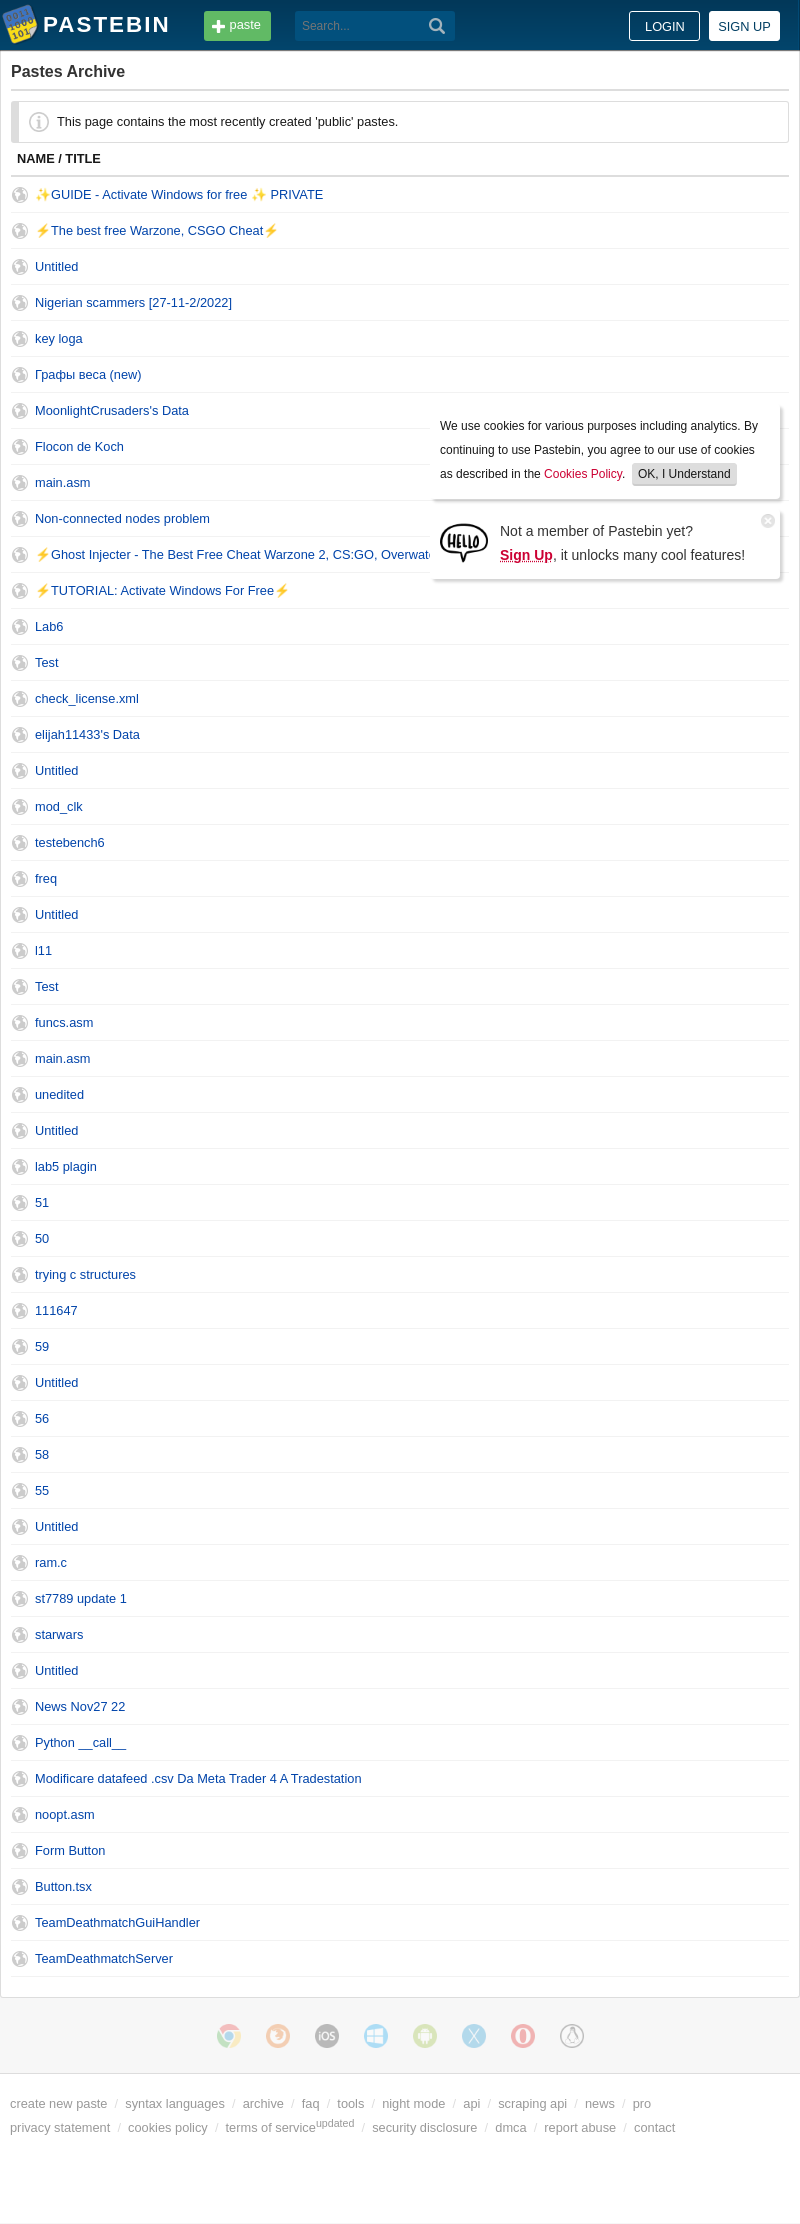 PASTEBIN
paste
Search...
LOGIN
SIGN UP
Pastes Archive
This page contains the most recently created 'public' pastes.
NAME / TITLE
✨GUIDE - Activate Windows for free ✨ PRIVATE
⚡The best free Warzone, CSGO Cheat⚡
Untitled
Nigerian scammers [27-11-2/2022]
key loga
Графы веса (new)
MoonlightCrusaders's Data
Flocon de Koch
main.asm
Non-connected nodes problem
⚡Ghost Injecter - The Best Free Cheat Warzone 2, CS:GO, Overwatc
⚡TUTORIAL: Activate Windows For Free⚡
We use cookies for various purposes including analytics. By
continuing to use Pastebin, you agree to our use of cookies
as described in the Cookies Policy. OK, I Understand
HELLO
Not a member of Pastebin yet?
Sign Up, it unlocks many cool features!
Lab6
Test
check_license.xml
elijah11433's Data
Untitled
mod_clk
testebench6
freq
Untitled
l11
Test
funcs.asm
main.asm
unedited
Untitled
lab5 plagin
51
50
trying c structures
111647
59
Untitled
56
58
55
Untitled
ram.c
st7789 update 1
starwars
Untitled
News Nov27 22
Python __call__
Modificare datafeed .csv Da Meta Trader 4 A Tradestation
noopt.asm
Form Button
Button.tsx
TeamDeathmatchGuiHandler
TeamDeathmatchServer
iOS
create new paste / syntax languages / archive / faq / tools / night mode / api / scraping api / news / pro
privacy statement / cookies policy / terms of service updated / security disclosure / dmca / report abuse / contact